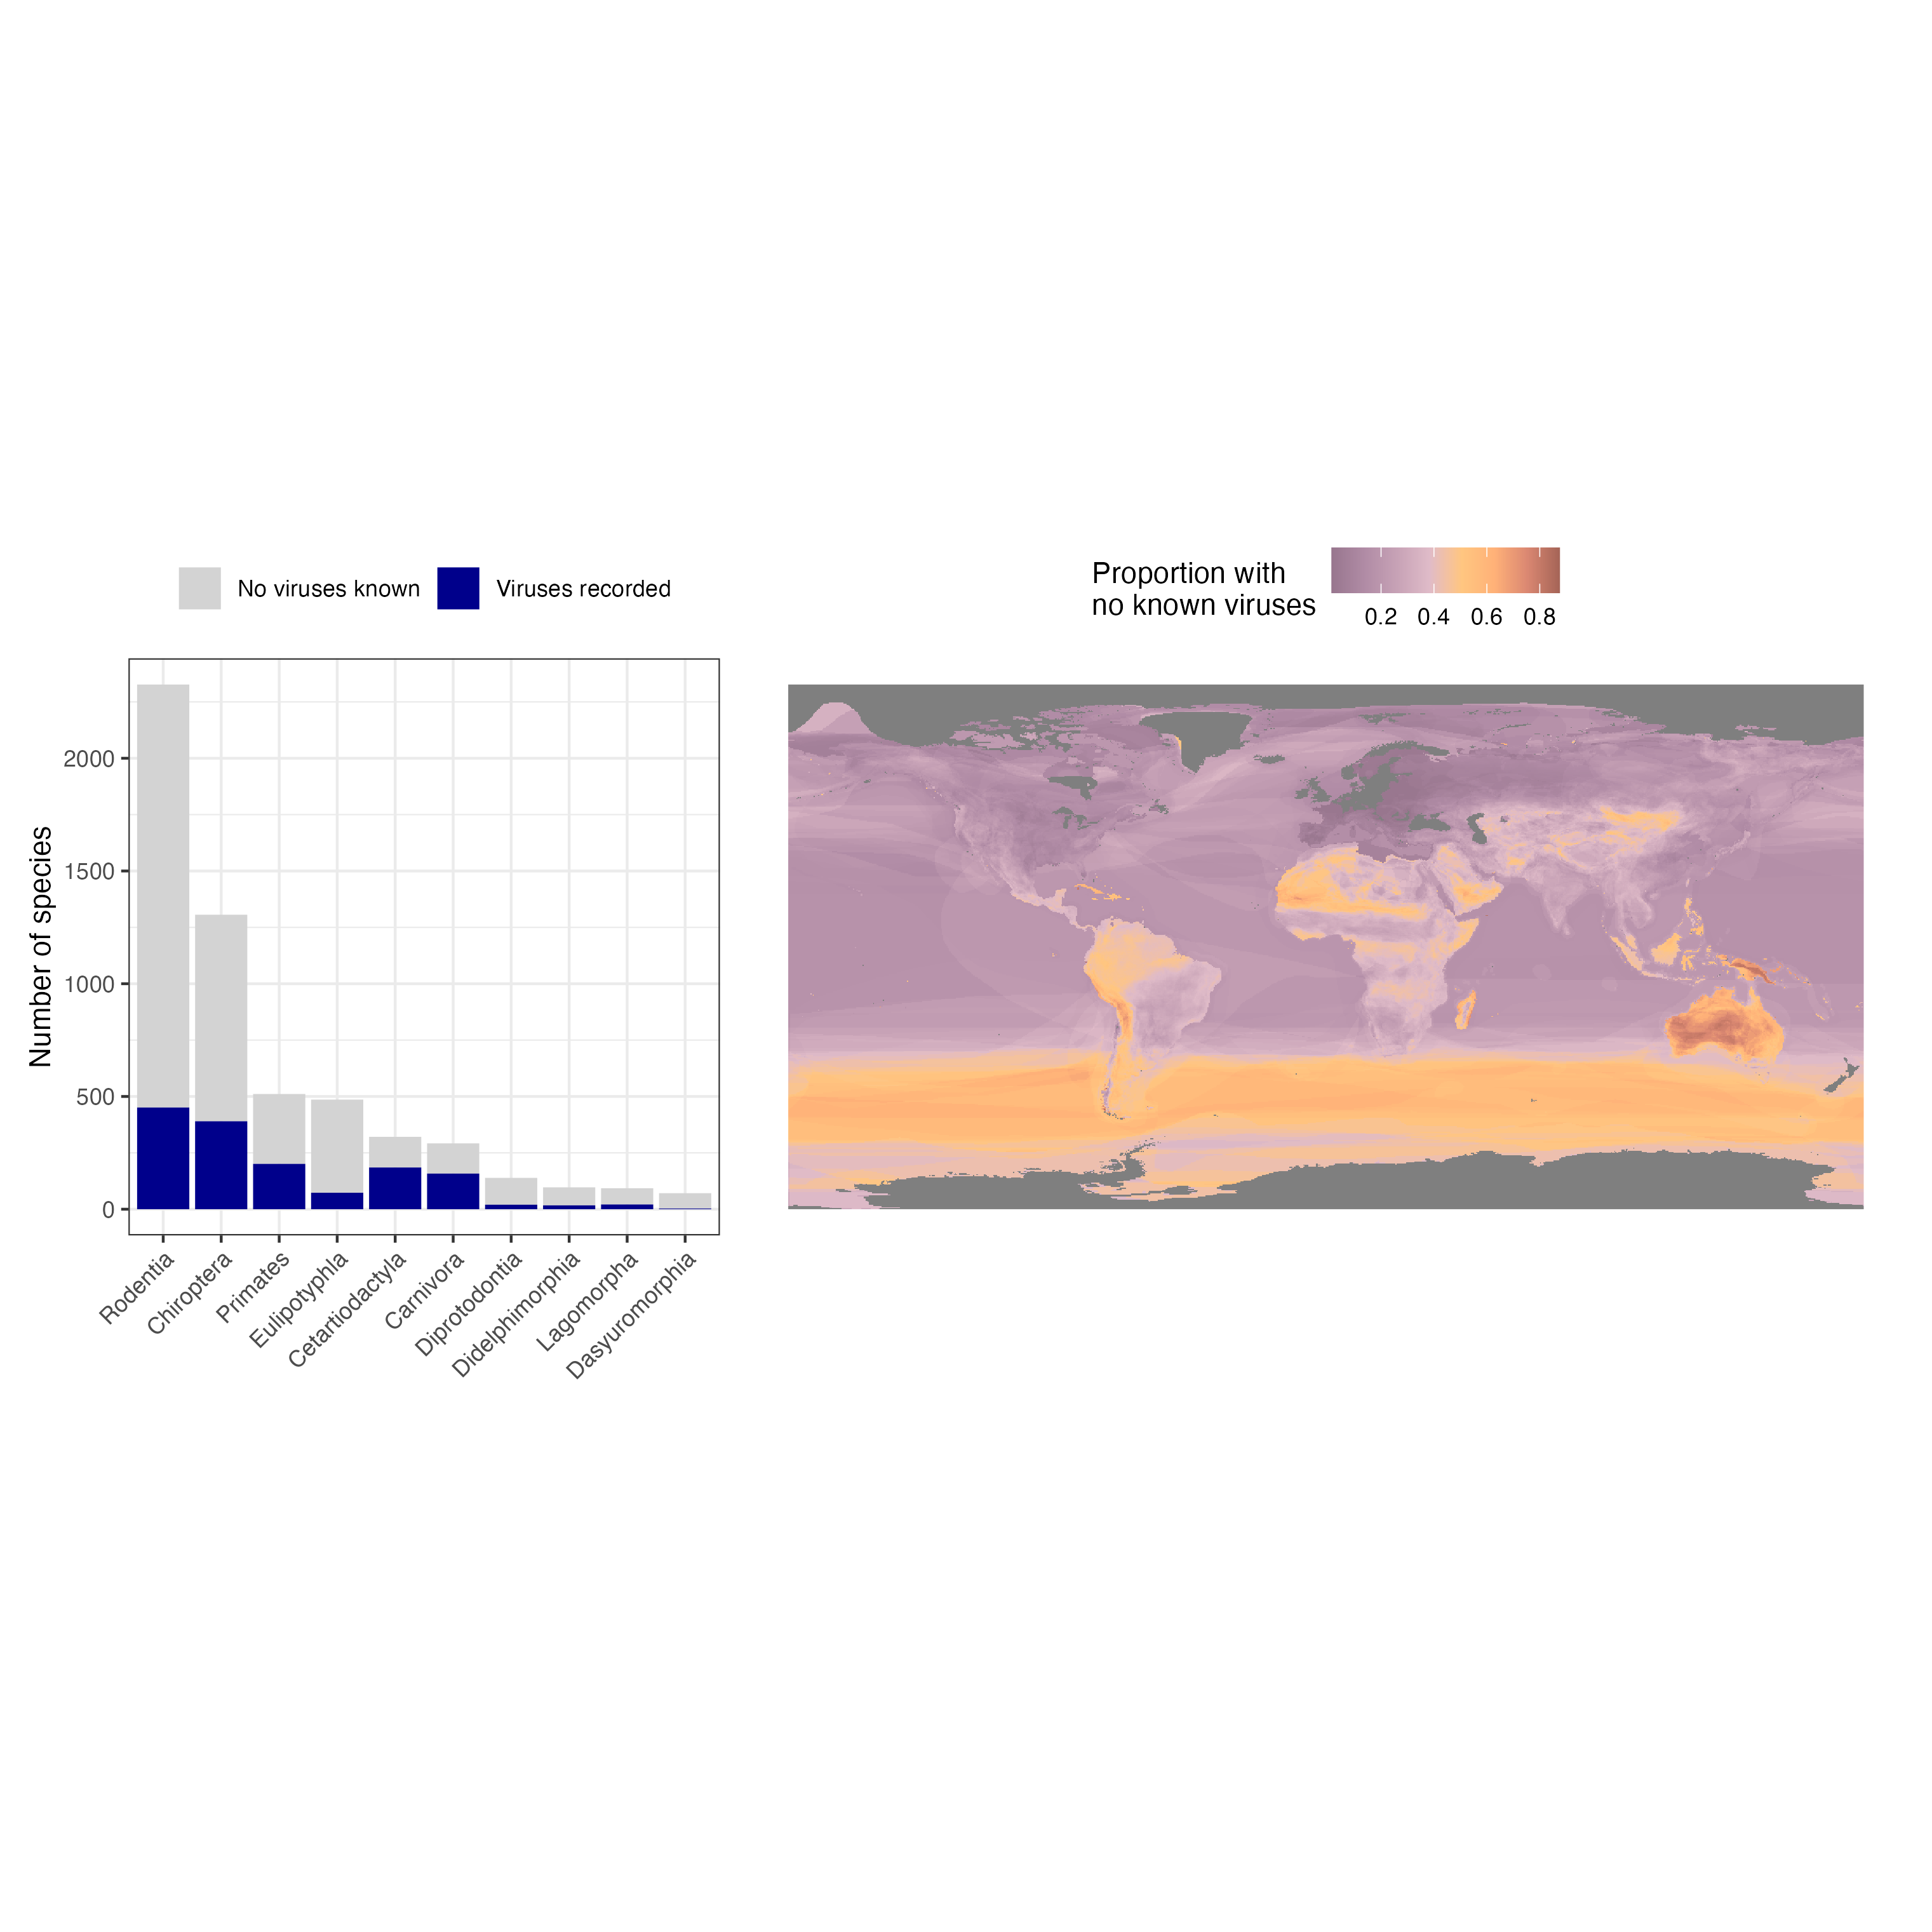 No viruses known
Viruses recorded
Number of species
2000
1500
1000
500
0
Rodentia
Chiroptera
Primates
Eulipotyphla
Cetartiodactyla
Carnivora
Diprotodontia
Didelphimorphia
Lagomorpha
Dasyuromorphia
Proportion with
no known viruses
0.2 0.4 0.6 0.8